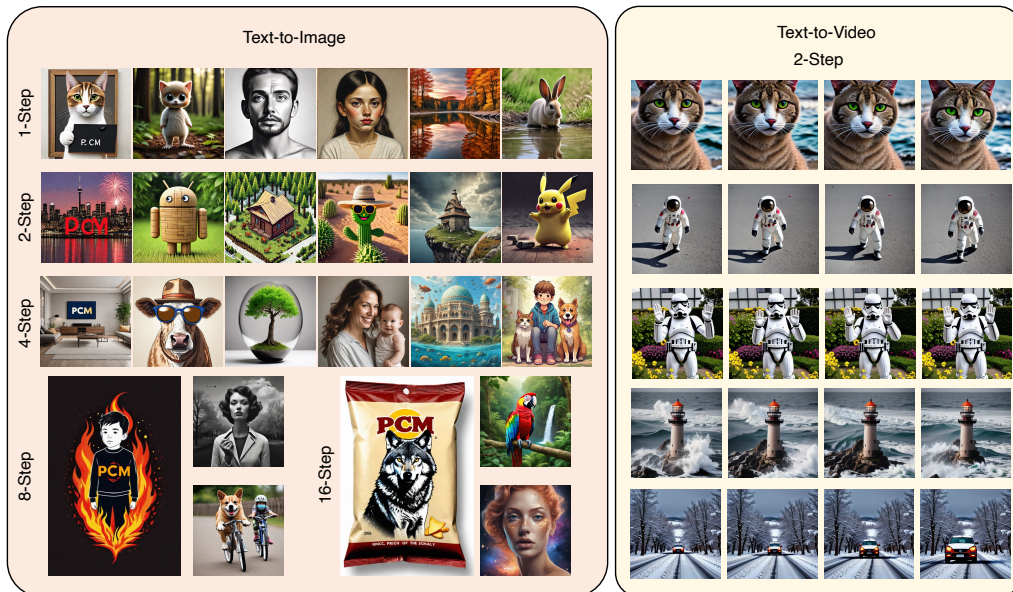 Text-to-Image
1-Step
P. CM
2-Step
PCM
4-Step
PCM
8-Step
PCM
16-Step
PCM
Text-to-Video
2-Step